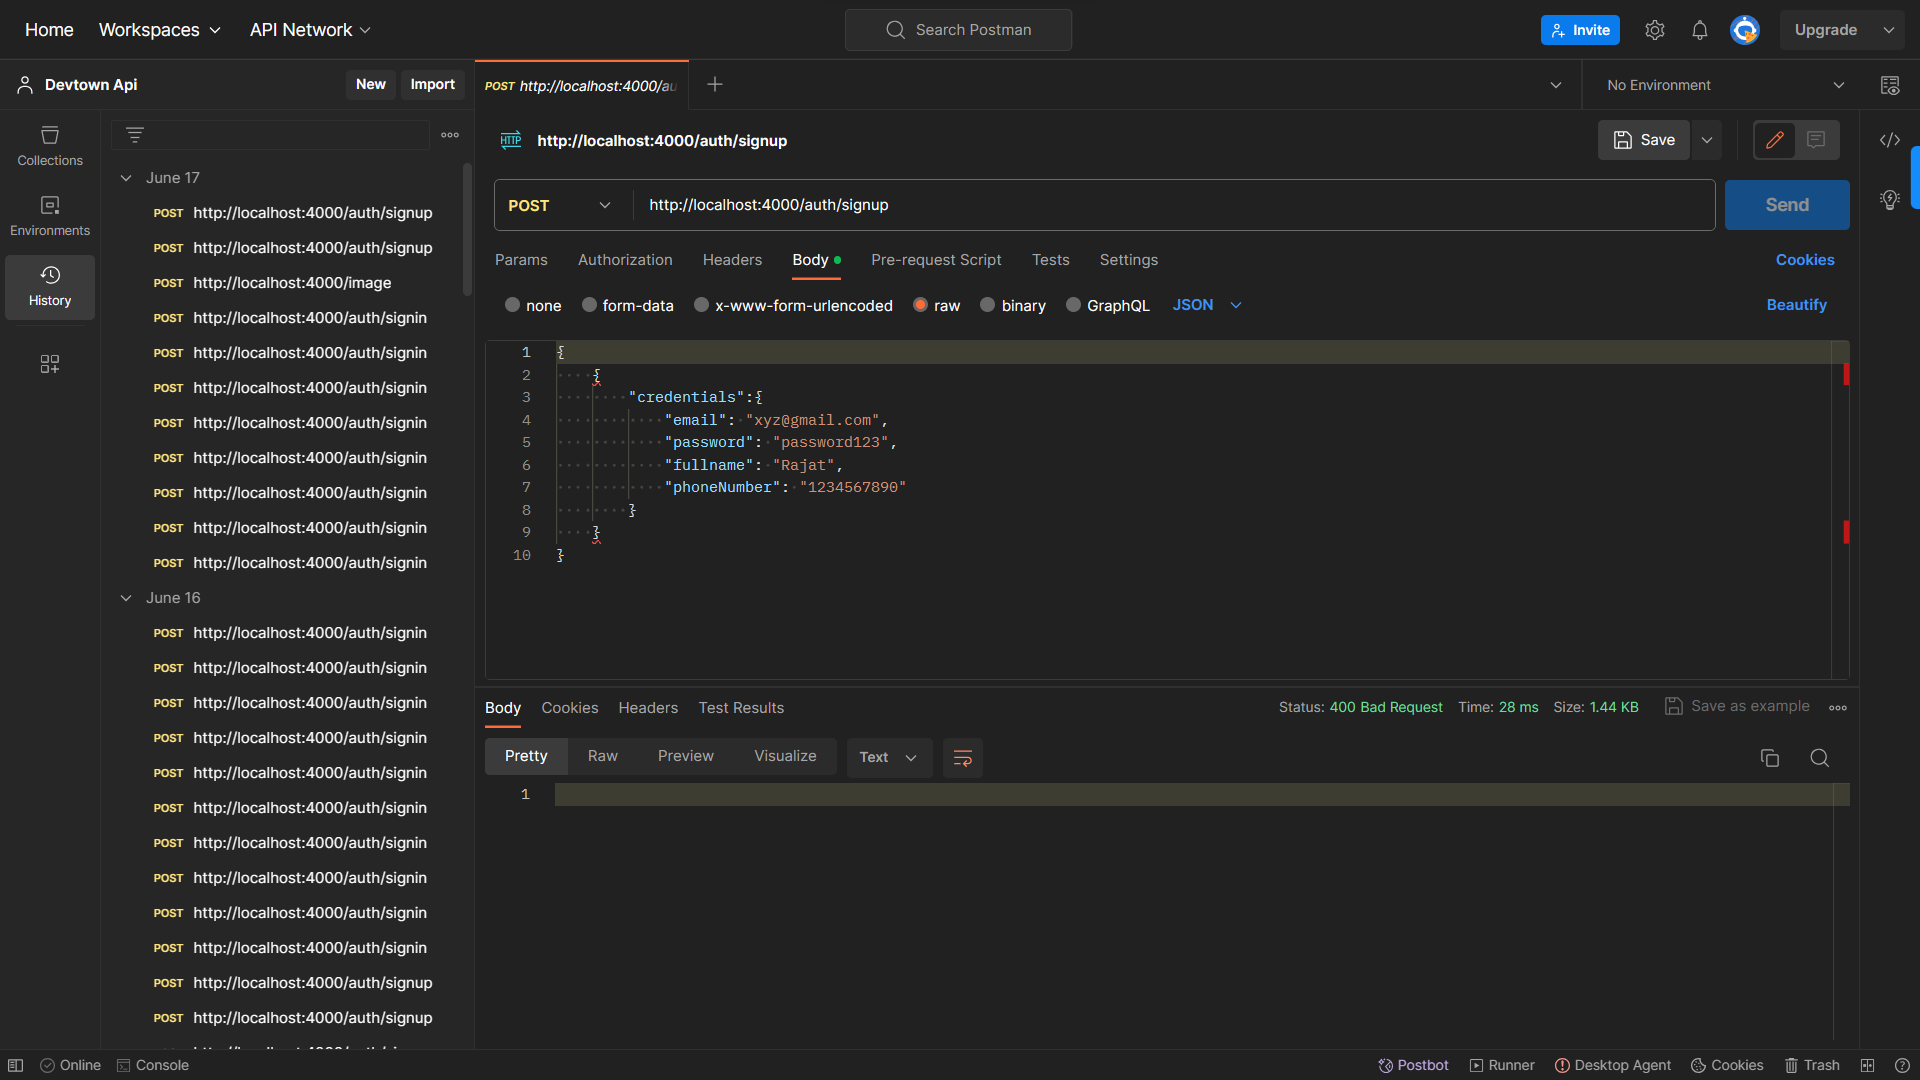 Home Workspaces API Network Search Postman Invite Upgrade
Devtown Api New Import POST http://localhost:4000/au No Environment
HTTP http://localhost:4000/auth/signup Save
Collections
Environments
History
June 17
POST http://localhost:4000/auth/signup
POST http://localhost:4000/auth/signup
POST http://localhost:4000/image
POST http://localhost:4000/auth/signin
POST http://localhost:4000/auth/signin
POST http://localhost:4000/auth/signin
POST http://localhost:4000/auth/signin
POST http://localhost:4000/auth/signin
POST http://localhost:4000/auth/signin
POST http://localhost:4000/auth/signin
POST http://localhost:4000/auth/signin
June 16
POST http://localhost:4000/auth/signin
POST http://localhost:4000/auth/signin
POST http://localhost:4000/auth/signin
POST http://localhost:4000/auth/signin
POST http://localhost:4000/auth/signin
POST http://localhost:4000/auth/signin
POST http://localhost:4000/auth/signin
POST http://localhost:4000/auth/signin
POST http://localhost:4000/auth/signin
POST http://localhost:4000/auth/signin
POST http://localhost:4000/auth/signup
POST http://localhost:4000/auth/signup
POST http://localhost:4000/auth/signup Send
Params Authorization Headers Body Pre-request Script Tests Settings Cookies
none form-data x-www-form-urlencoded raw binary GraphQL JSON Beautify
1 {
2 {
3 "credentials":{
4 "email": "xyz@gmail.com",
5 "password": "password123",
6 "fullname": "Rajat",
7 "phoneNumber": "1234567890"
8 }
9 }
10 }
Body Cookies Headers Test Results Status: 400 Bad Request Time: 28 ms Size: 1.44 KB Save as example
Pretty Raw Preview Visualize Text
1
Online Console Postbot Runner Desktop Agent Cookies Trash